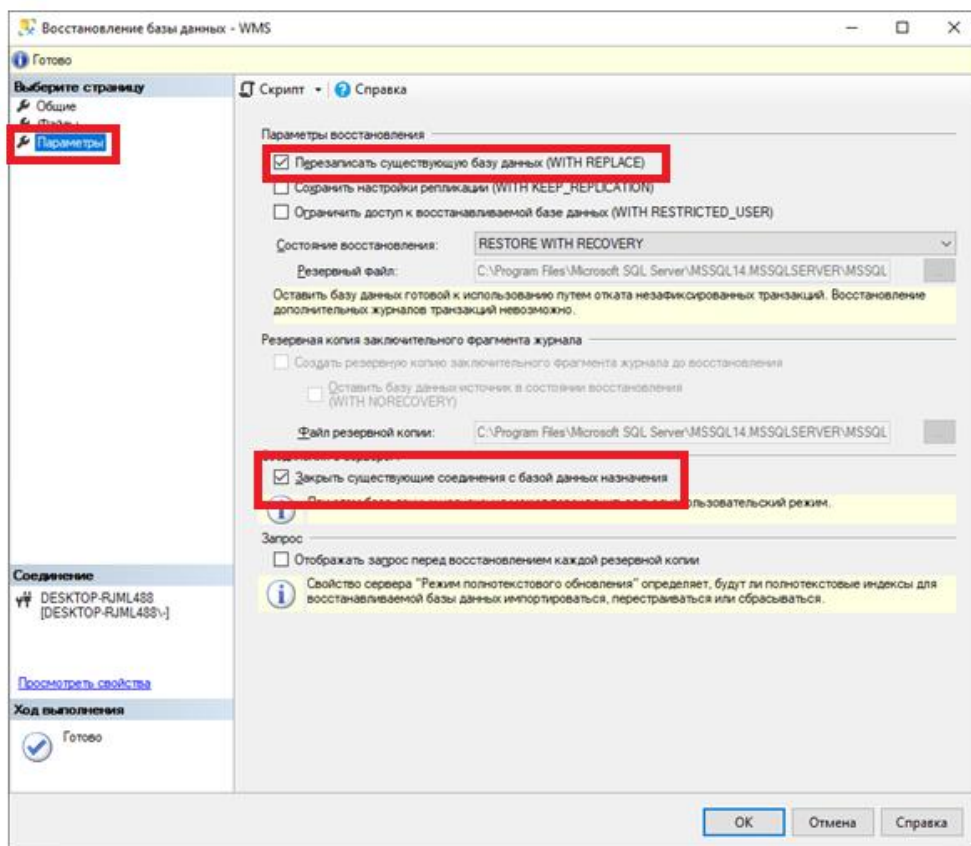 Восстановление базы данных - WMS
Готово
Выберите страницу
Общие
Параметры
Скрипт
Справка
Параметры восстановления
Перезаписать существующую базу данных (WITH REPLACE)
Сохранить настройки репликации (WITH KEEP_REPLICATION)
Ограничить доступ к восстанавливаемой базе данных (WITH RESTRICTED_USER)
Состояние восстановления: RESTORE WITH RECOVERY
Резервный файл: C:\Program Files\Microsoft SQL Server\MSSQL14.MSSQLSERVER\MSSQL
Оставить базу данных готовой к использованию путем отката незафиксированных транзакций. Восстановление
дополнительных журналов транзакций невозможно.
Резервная копия заключительного фрагмента журнала
Создать резервную копию заключительного фрагмента журнала до восстановления
Оставить базу данных источник в состоянии восстановления
(WITH NORECOVERY)
Файл резервной копии: C:\Program Files\Microsoft SQL Server\MSSQL14.MSSQLSERVER\MSSQL
Закрыть существующие соединения с базой данных назначения
режим.
Запрос
Отображать запрос перед восстановлением каждой резервной копии
Свойство сервера "Режим полнотекстового обновления" определяет, будут ли полнотекстовые индексы для
восстанавливаемой базы данных импортироваться, перестраиваться или сбрасываться.
Соединение
DESKTOP-RJML488
[DESKTOP-RJML488\-]
Просмотреть свойства
Ход выполнения
Готово
ОК
Отмена
Справка